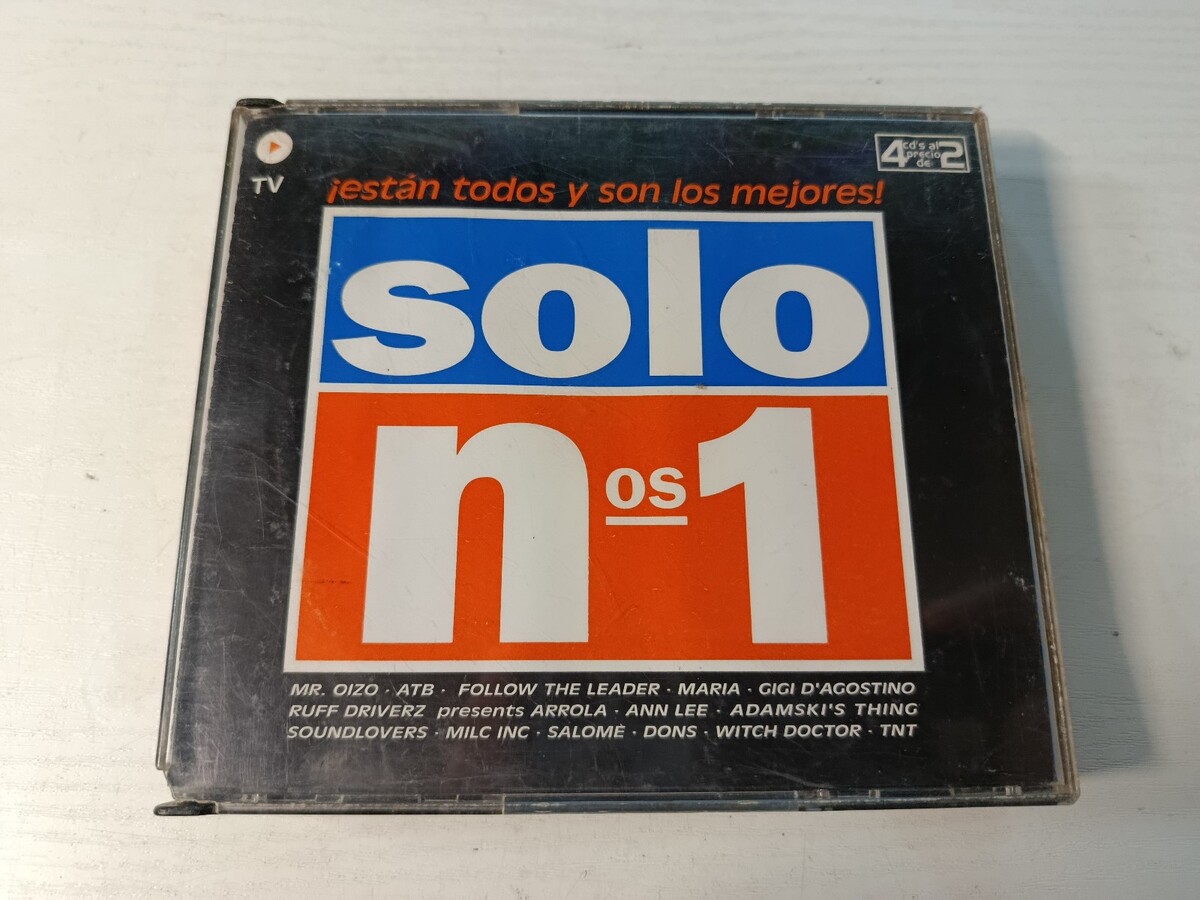 TV
4 cd's al precio de 2
¡están todos y son los mejores!
solo
nos 1
MR. OIZO · ATB · FOLLOW THE LEADER · MARIA · GIGI D'AGOSTINO
RUFF DRIVERZ presents ARROLA · ANN LEE · ADAMSKI'S THING
SOUNDLOVERS · MILC INC · SALOMÉ · DONS · WITCH DOCTOR · TNT